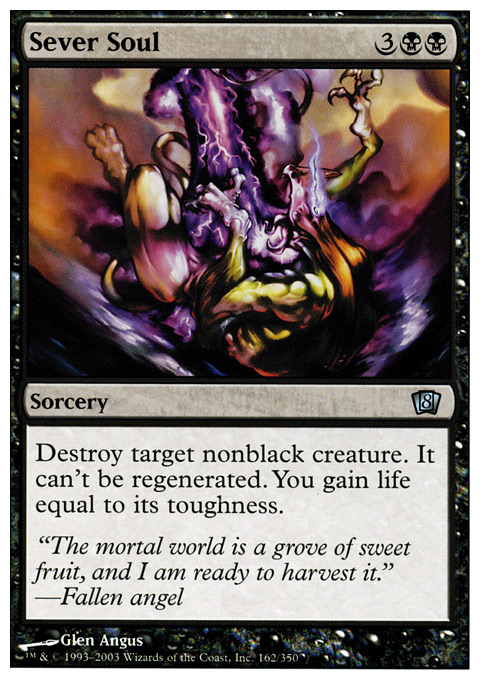 Sever Soul 3
Sorcery 8
Destroy target nonblack creature. It
can't be regenerated. You gain life
equal to its toughness.
“The mortal world is a grove of sweet
fruit, and I am ready to harvest it.”
—Fallen angel
Glen Angus
™ & © 1993–2003 Wizards of the Coast, Inc. 162/350